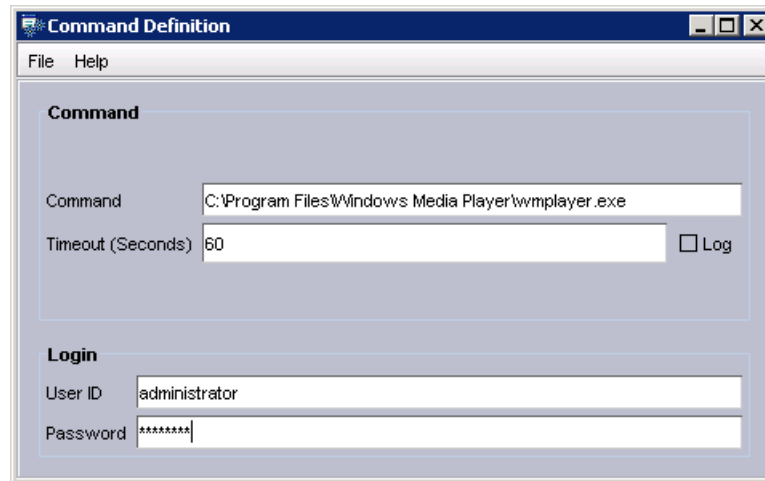 Command Definition
File Help
Command
Command C:\Program Files\Windows Media Player\wmplayer.exe
Timeout (Seconds) 60 Log
Login
User ID administrator
Password ********